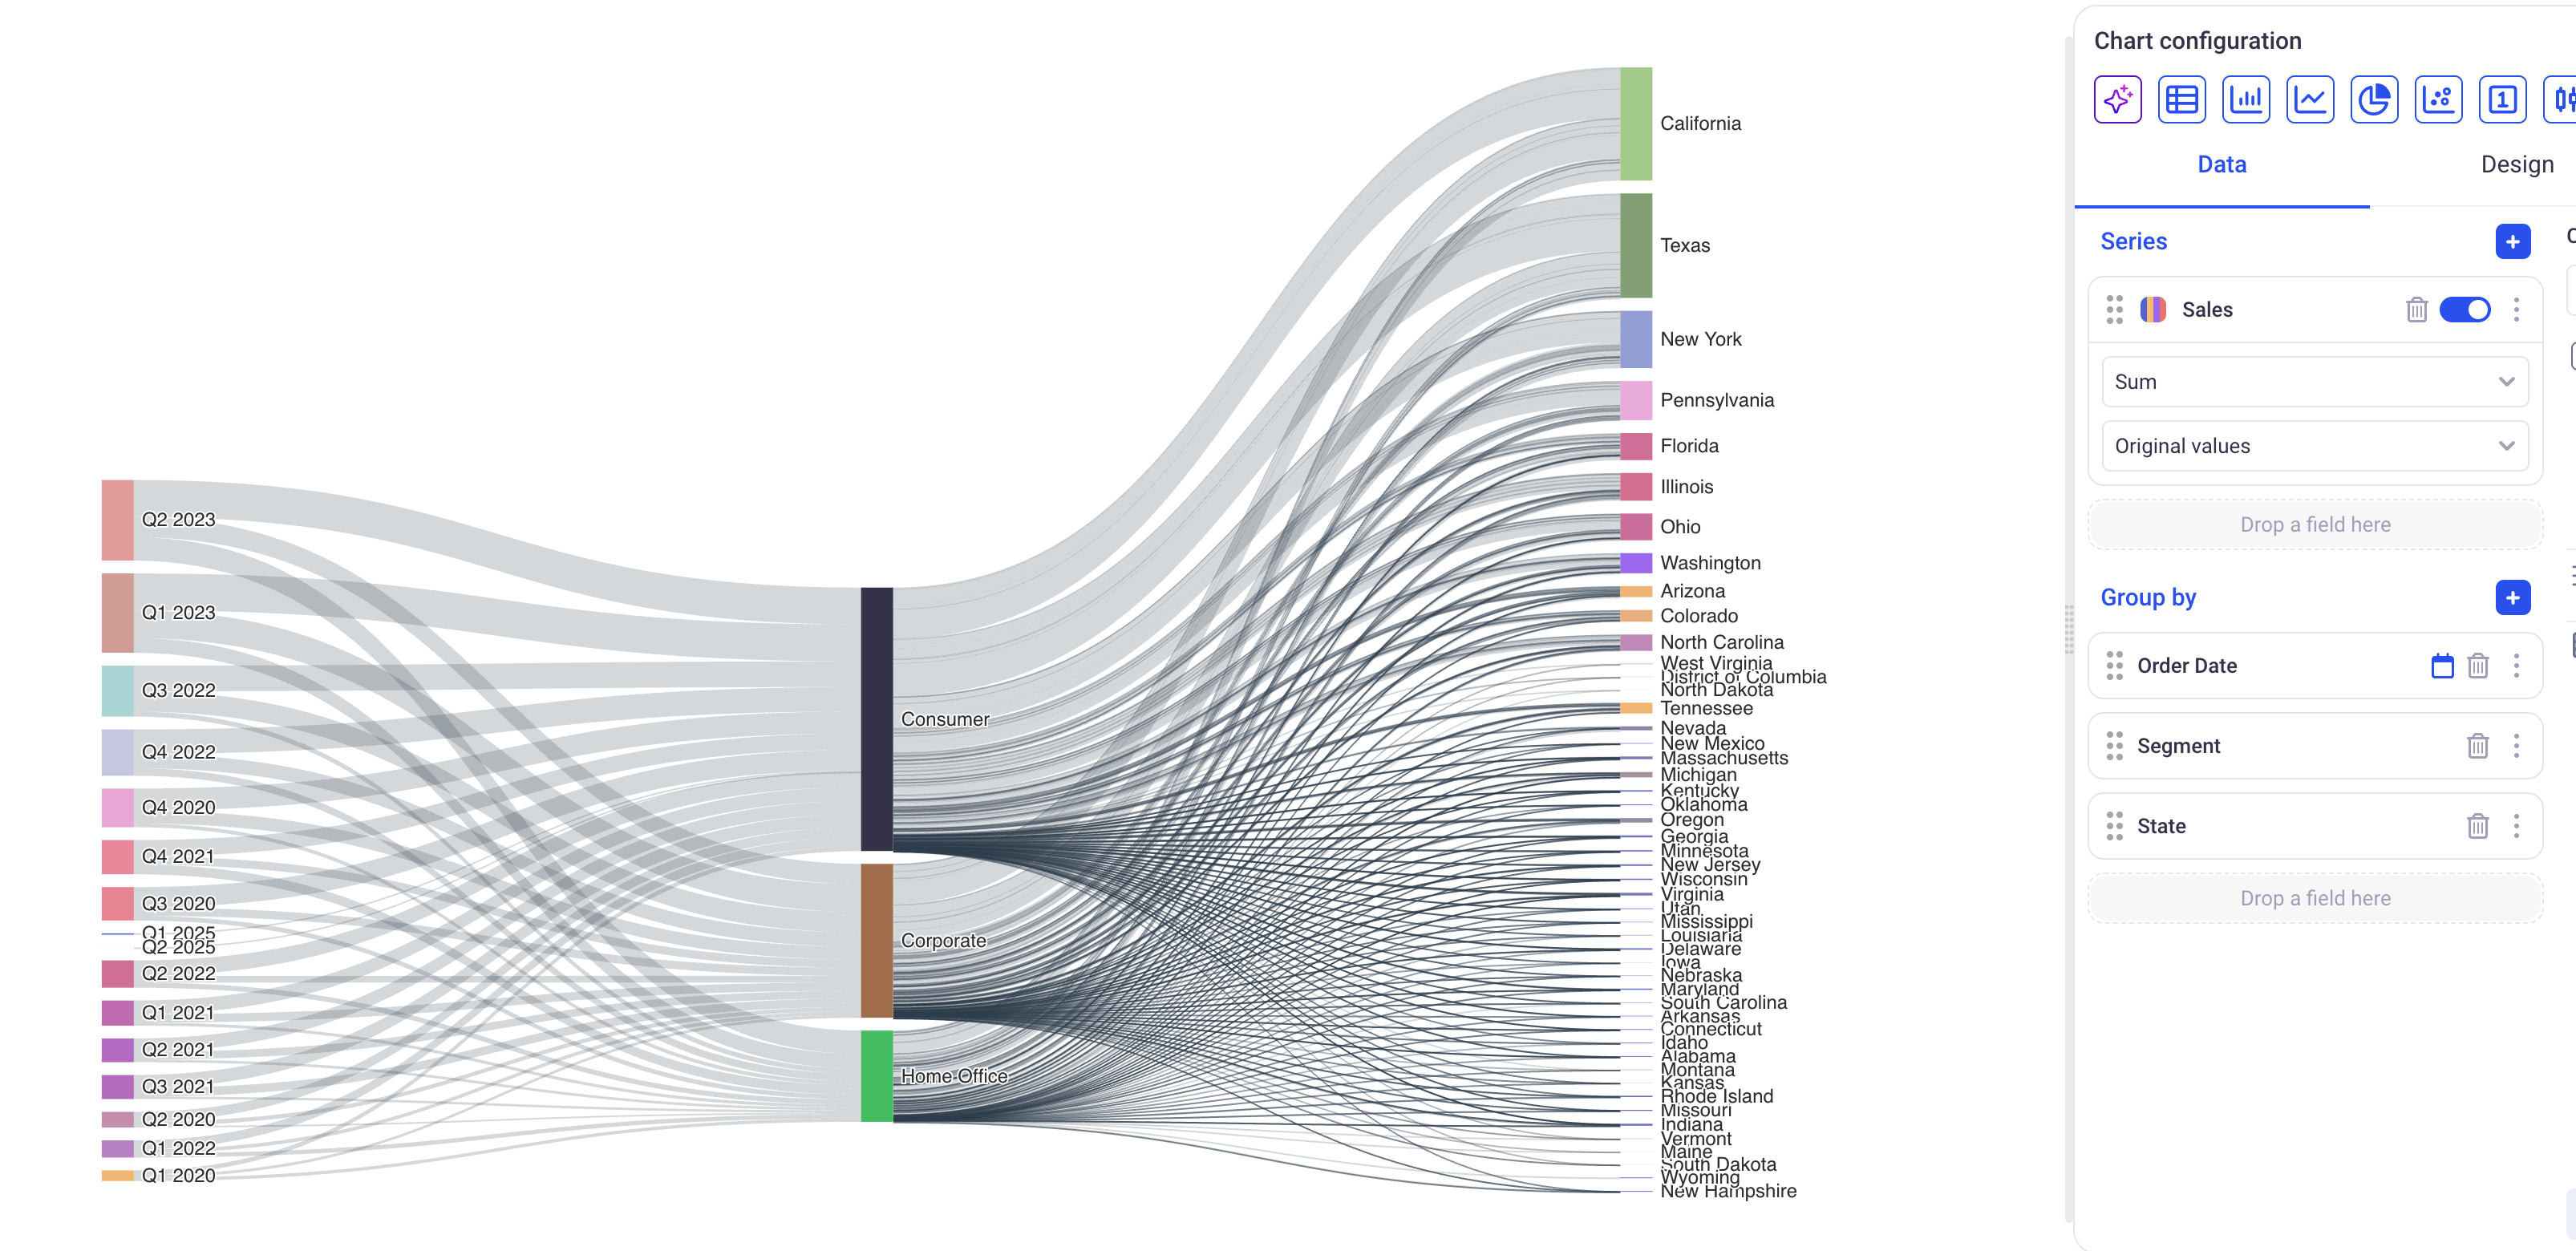 California
Texas
New York
Pennsylvania
Florida
Illinois
Ohio
Washington
Arizona
Colorado
North Carolina
West Virginia
District of Columbia
North Dakota
Tennessee
Nevada
New Mexico
Massachusetts
Michigan
Kentucky
Oklahoma
Oregon
Georgia
Minnesota
New Jersey
Wisconsin
Virginia
Utah
Mississippi
Louisiana
Delaware
Iowa
Nebraska
Maryland
South Carolina
Arkansas
Connecticut
Idaho
Alabama
Montana
Kansas
Rhode Island
Missouri
Indiana
Vermont
Maine
South Dakota
Wyoming
New Hampshire
Q2 2023
Q1 2023
Q3 2022
Q4 2022
Q4 2020
Q4 2021
Q3 2020
Q1 2025
Q2 2025
Q2 2022
Q1 2021
Q2 2021
Q3 2021
Q2 2020
Q1 2022
Q1 2020
Consumer
Corporate
Home Office
Chart configuration
1
Data
Design
Series
Sales
Sum
Original values
Drop a field here
Group by
Order Date
Segment
State
Drop a field here